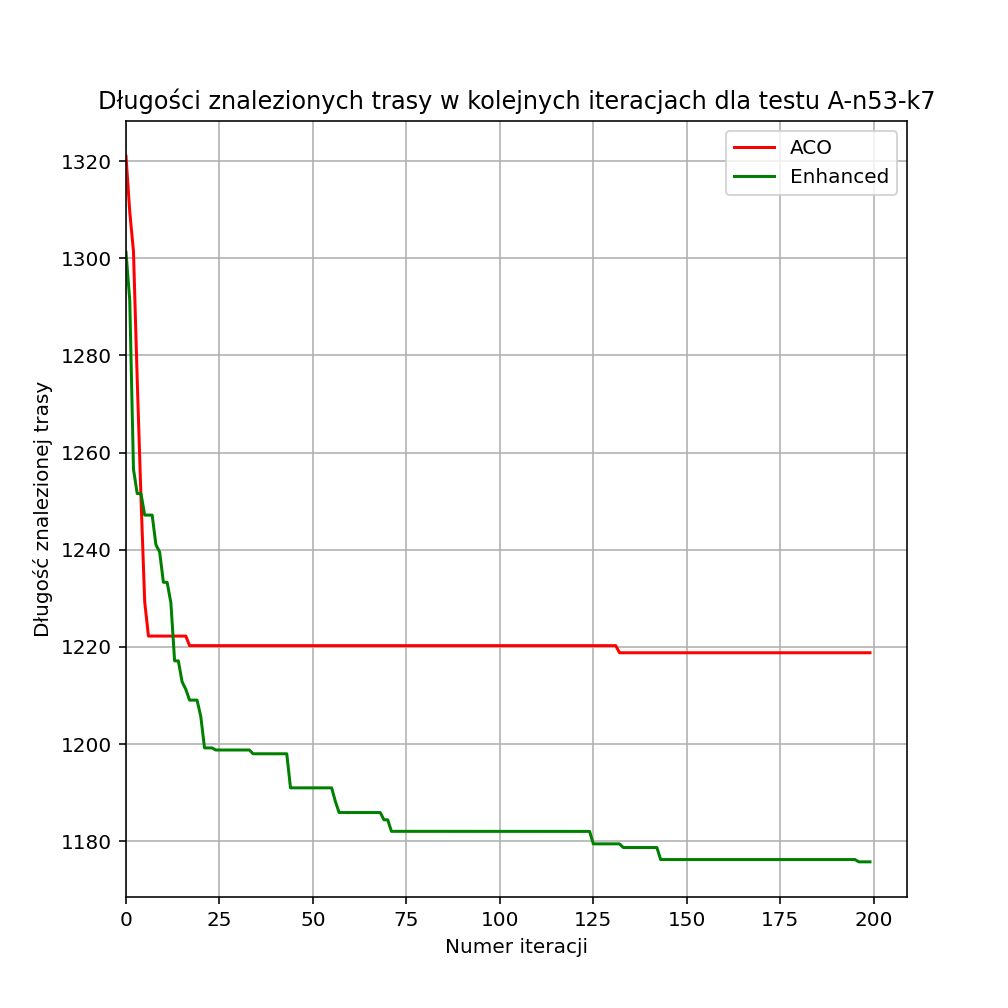 Długości znalezionych trasy w kolejnych iteracjach dla testu A-n53-k7
ACO
Enhanced
1320
1300
1280
1260
1240
1220
1200
1180
Długość znalezionej trasy
0 25 50 75 100 125 150 175 200
Numer iteracji